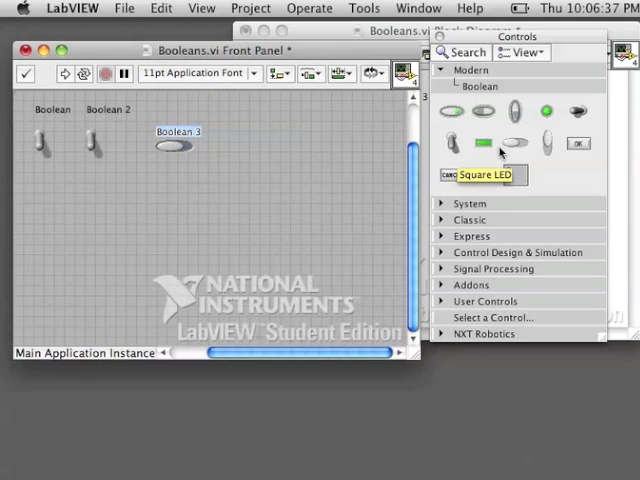 LabVIEW File Edit View Project Operate Tools Window Help Thu 10:06:37 PM
Booleans.vi Block Diagram *
Controls
Booleans.vi Front Panel *
Search View
11pt Application Font
Modern
Boolean
Boolean Boolean 2
Boolean 3
OK
CANC
Square LED
System
Classic
Express
Control Design & Simulation
Signal Processing
Addons
User Controls
Select a Control...
NXT Robotics
NATIONAL
INSTRUMENTS
LabVIEW™ Student Edition
Main Application Instance